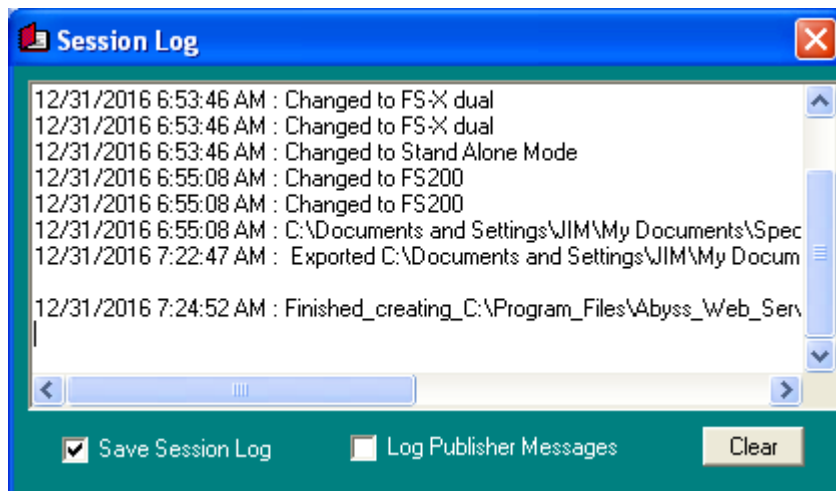 Session Log
12/31/2016 6:53:46 AM : Changed to FS-X dual
12/31/2016 6:53:46 AM : Changed to FS-X dual
12/31/2016 6:53:46 AM : Changed to Stand Alone Mode
12/31/2016 6:55:08 AM : Changed to FS200
12/31/2016 6:55:08 AM : Changed to FS200
12/31/2016 6:55:08 AM : C:\Documents and Settings\JIM\My Documents\Spec
12/31/2016 7:22:47 AM :  Exported C:\Documents and Settings\JIM\My Docum
12/31/2016 7:24:52 AM : Finished_creating_C:\Program_Files\Abyss_Web_Ser
Save Session Log
Log Publisher Messages
Clear